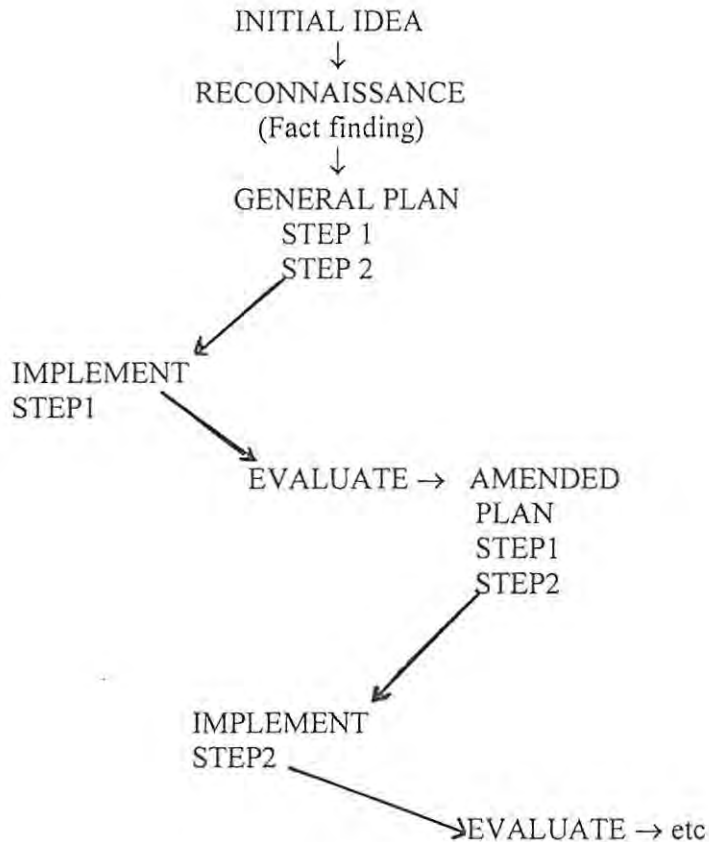 INITIAL IDEA
↓
RECONNAISSANCE
(Fact finding)
↓
GENERAL PLAN
STEP 1
STEP 2
IMPLEMENT
STEP1
EVALUATE → AMENDED
PLAN
STEP1
STEP2
IMPLEMENT
STEP2
EVALUATE → etc